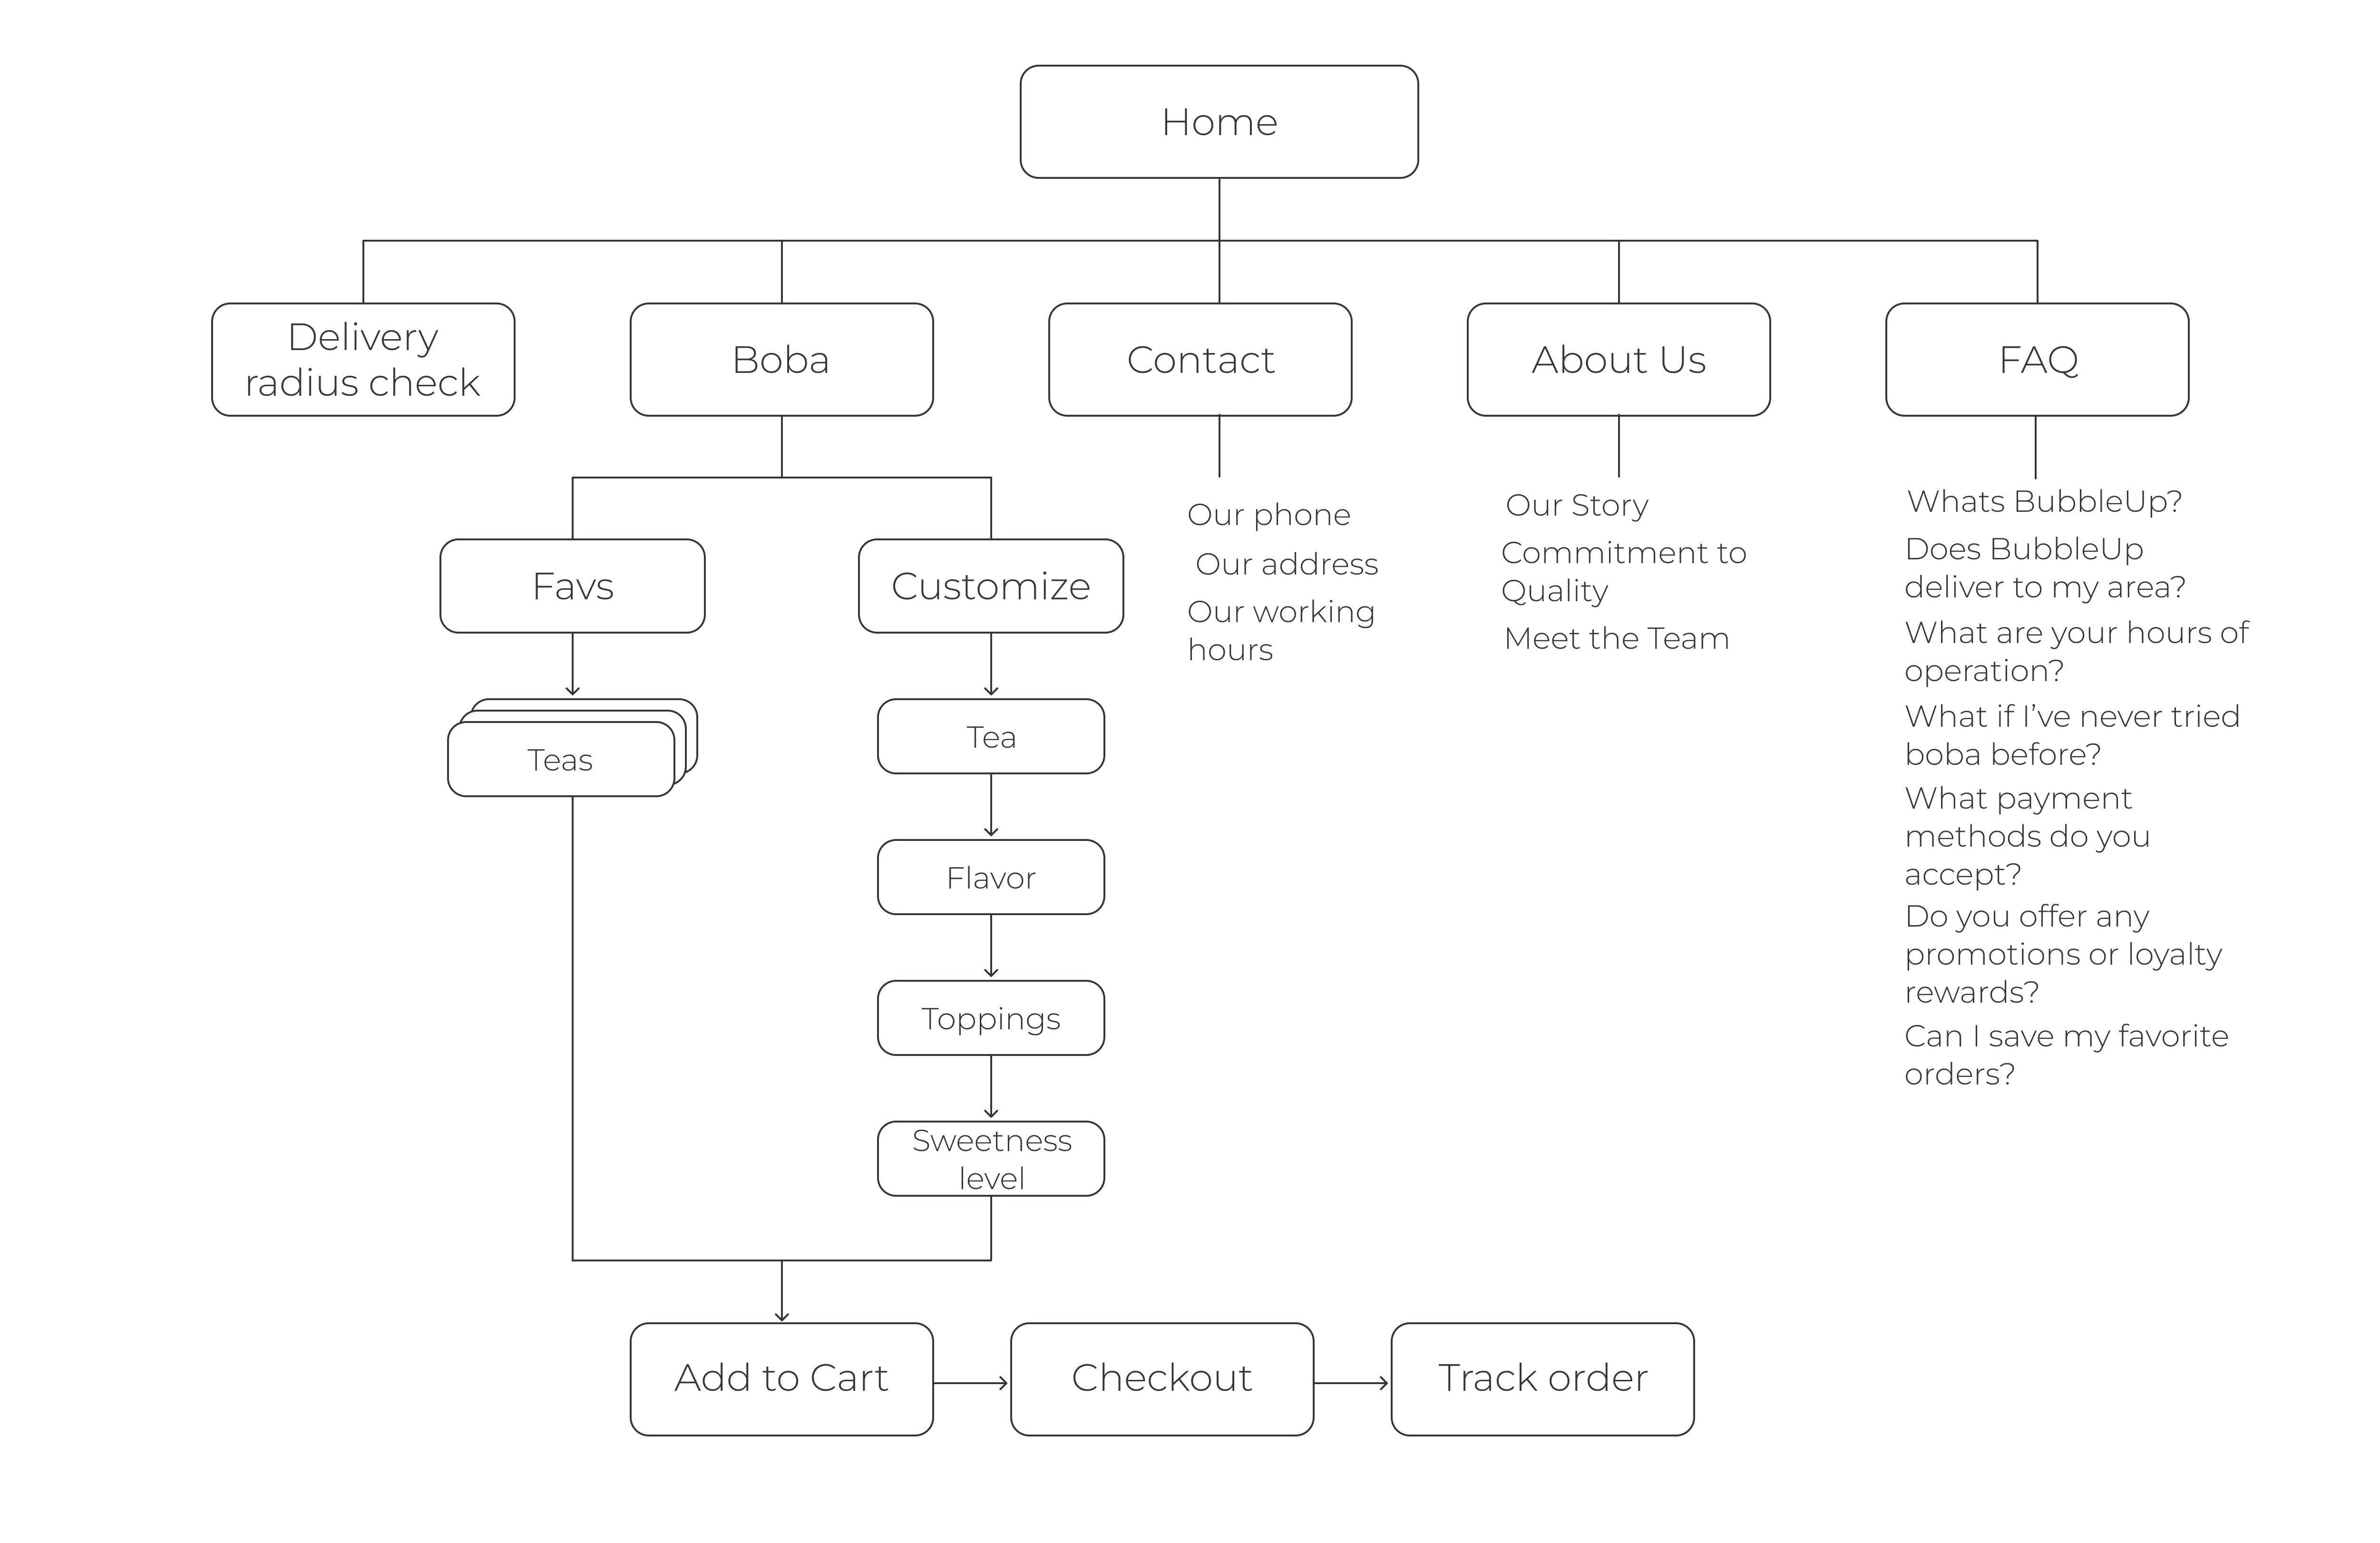 Home
Delivery
radius check
Boba
Contact
About Us
FAQ
Favs
Customize
Teas
Tea
Flavor
Toppings
Sweetness
level
Our phone
Our address
Our working
hours
Our Story
Commitment to
Quality
Meet the Team
Whats BubbleUp?
Does BubbleUp
deliver to my area?
What are your hours of
operation?
What if I’ve never tried
boba before?
What payment
methods do you
accept?
Do you offer any
promotions or loyalty
rewards?
Can I save my favorite
orders?
Add to Cart
Checkout
Track order